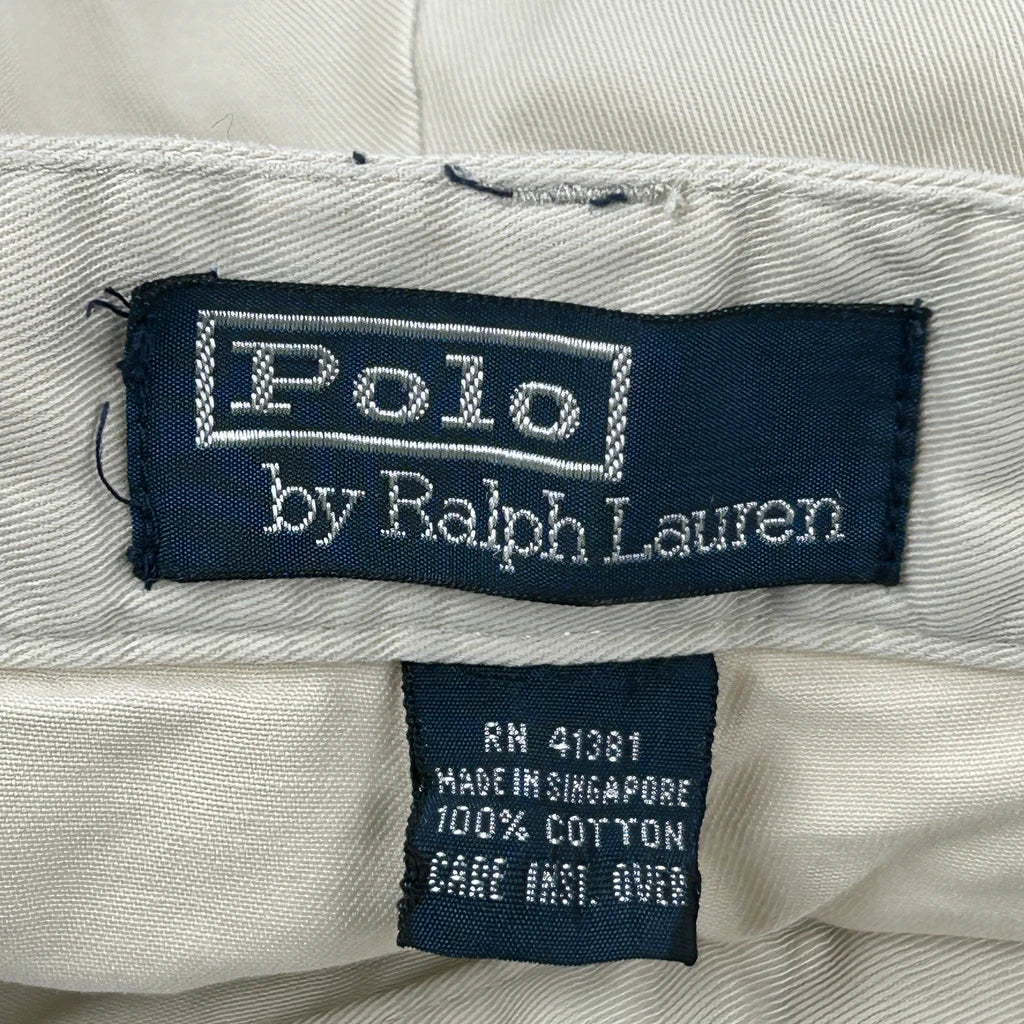 Polo
by Ralph Lauren
RN 41381
MADE IN SINGAPORE
100% COTTON
CARE INST. OVER